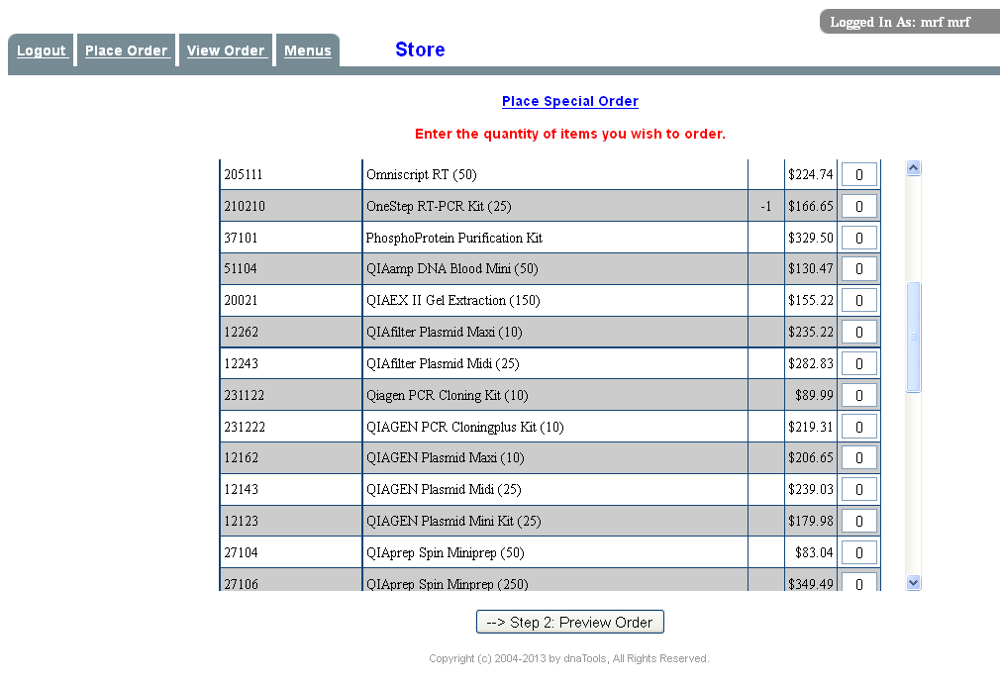 Logged In As: mrf mrf
Logout Place Order View Order Menus Store
Place Special Order
Enter the quantity of items you wish to order.
205111 Omniscript RT (50) $224.74 0
210210 OneStep RT-PCR Kit (25) -1 $166.65 0
37101 PhosphoProtein Purification Kit $329.50 0
51104 QIAamp DNA Blood Mini (50) $130.47 0
20021 QIAEX II Gel Extraction (150) $155.22 0
12262 QIAfilter Plasmid Maxi (10) $235.22 0
12243 QIAfilter Plasmid Midi (25) $282.83 0
231122 Qiagen PCR Cloning Kit (10) $89.99 0
231222 QIAGEN PCR Cloningplus Kit (10) $219.31 0
12162 QIAGEN Plasmid Maxi (10) $206.65 0
12143 QIAGEN Plasmid Midi (25) $239.03 0
12123 QIAGEN Plasmid Mini Kit (25) $179.98 0
27104 QIAprep Spin Miniprep (50) $83.04 0
27106 QIAprep Spin Minprep (250) $349.49 0
--> Step 2: Preview Order
Copyright (c) 2004-2013 by dnaTools, All Rights Reserved.